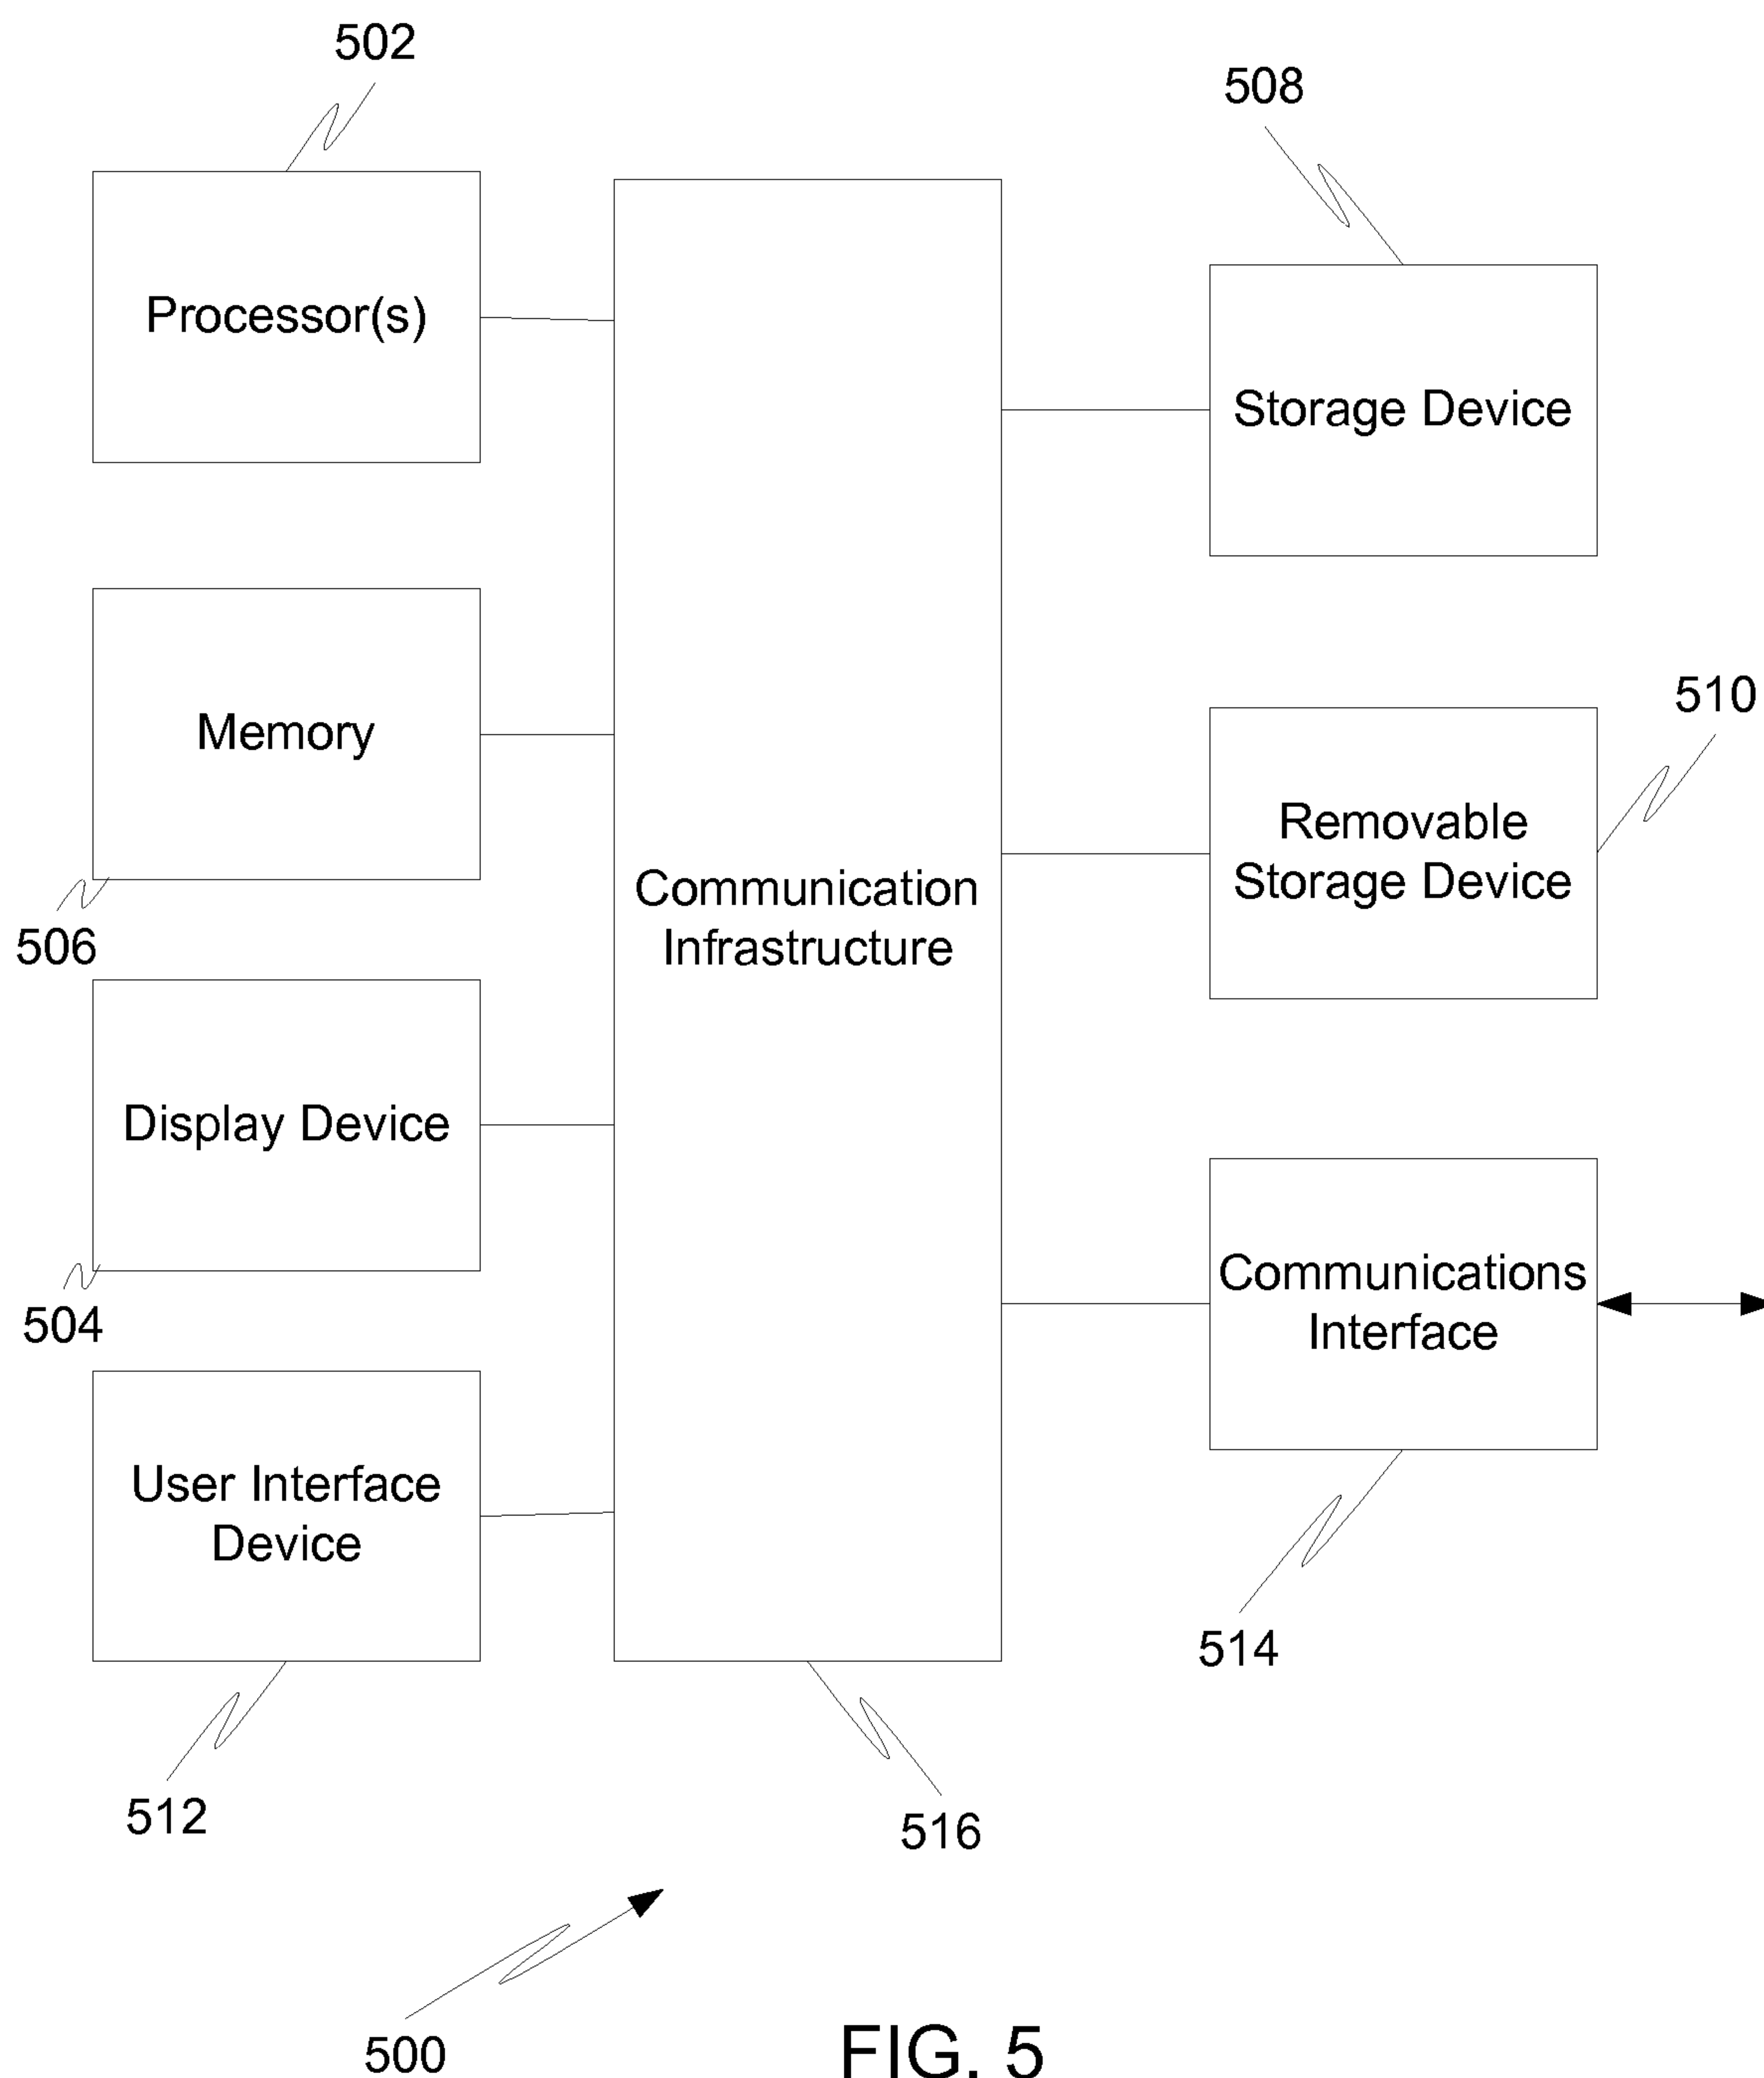 502
508
Processor(s)
Storage Device
510
Memory
Removable
Storage Device
506
Communication
Infrastructure
Display Device
504
Communications
Interface
User Interface
Device
514
512
516
500
FIG. 5